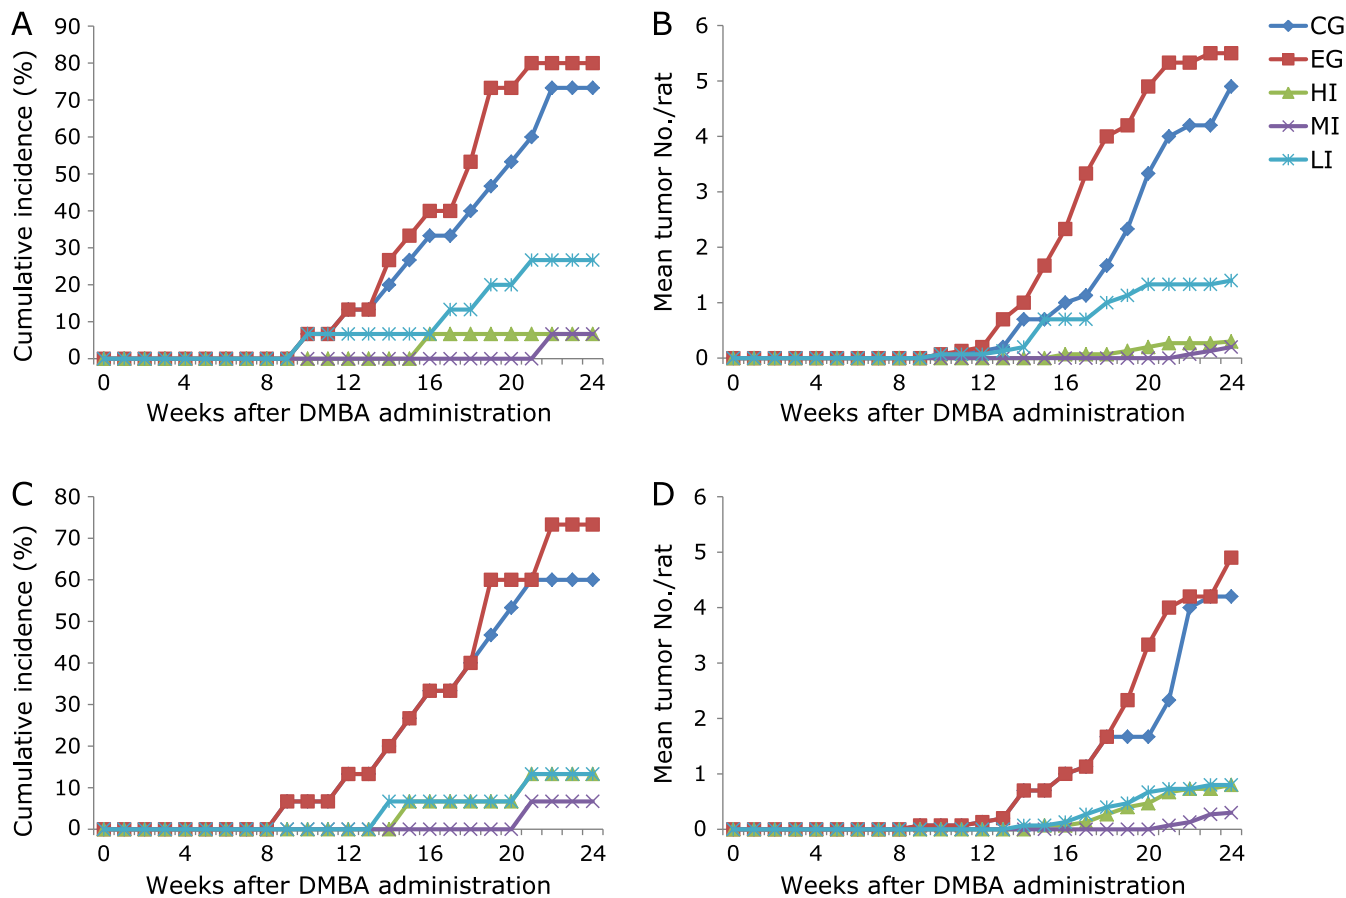 A
Cumulative incidence (%)
90
80
70
60
50
40
30
20
10
0
0 4 8 12 16 20 24
Weeks after DMBA administration
B
Mean tumor No./rat
6
5
4
3
2
1
0
0 4 8 12 16 20 24
Weeks after DMBA administration
CG
EG
HI
MI
LI
C
Cumulative incidence (%)
80
70
60
50
40
30
20
10
0
0 4 8 12 16 20 24
Weeks after DMBA administration
D
Mean tumor No./rat
6
5
4
3
2
1
0
0 4 8 12 16 20 24
Weeks after DMBA administration